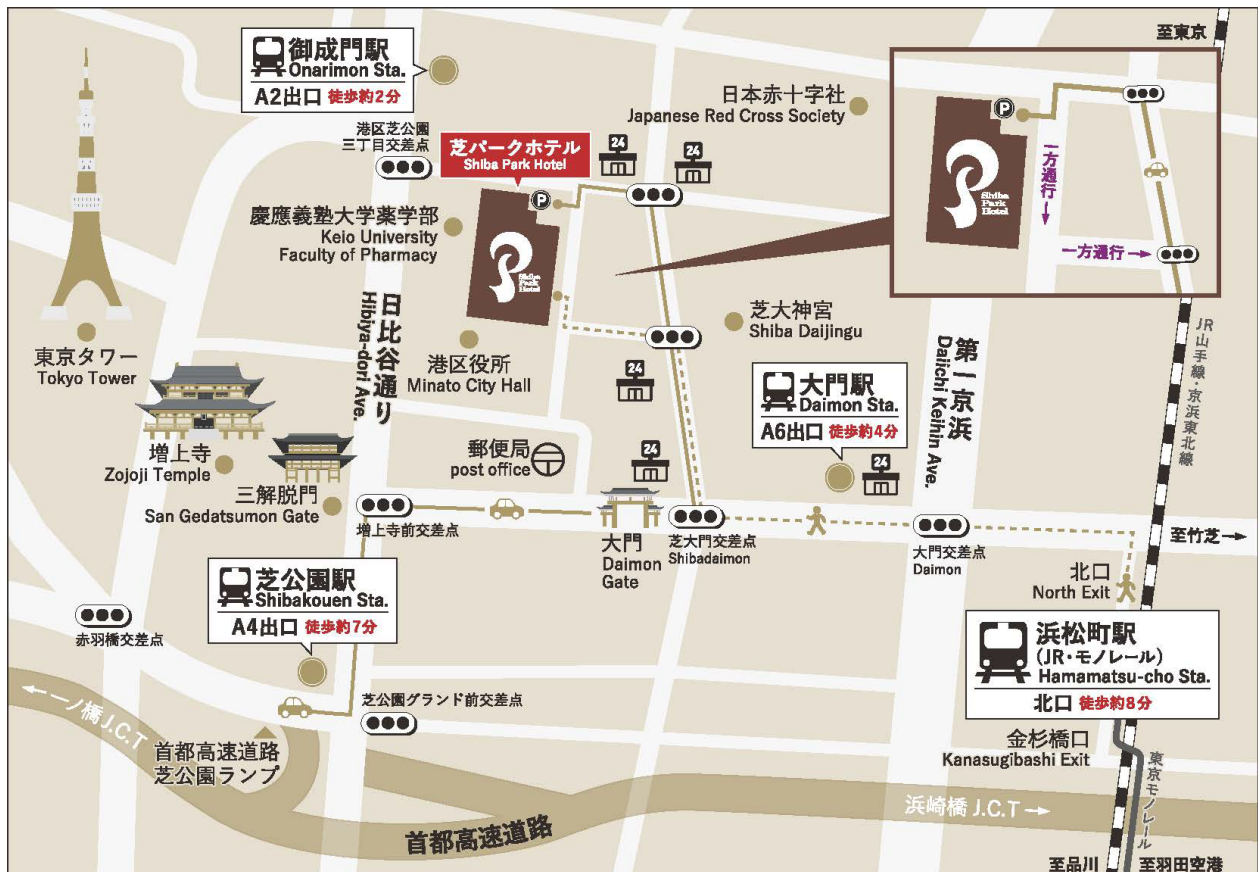 御成門駅
Onarimon Sta.
A2出口 徒歩約2分
至東京
日本赤十字社
Japanese Red Cross Society
港区芝公園
三丁目交差点
芝パークホテル
Shiba Park Hotel
24
24
P
P
一方通行
一方通行
Shiba
Park
Hotel
慶應義塾大学薬学部
Keio University
Faculty of Pharmacy
Shiba
Park
Hotel
東京タワー
Tokyo Tower
日比谷通り
Hibiya-dori Ave.
港区役所
Minato City Hall
芝大神宮
Shiba Daijingu
24
第一京浜
Daiichi Keihin Ave.
JR山手線・京浜東北線
大門駅
Daimon Sta.
A6出口 徒歩約4分
24
増上寺
Zojoji Temple
三解脱門
San Gedatsumon Gate
郵便局
post office
24
増上寺前交差点
大門
Daimon
Gate
芝大門交差点
Shibadaimon
大門交差点
Daimon
至竹芝
北口
North Exit
芝公園駅
Shibakouen Sta.
A4出口 徒歩約7分
赤羽橋交差点
浜松町駅
(JR・モノレール)
Hamamatsu-cho Sta.
北口 徒歩約8分
芝公園グランド前交差点
一ノ橋J.C.T
首都高速道路
芝公園ランプ
金杉橋口
Kanasugibashi Exit
東京モノレール
浜崎橋J.C.T
首都高速道路
至品川
至羽田空港